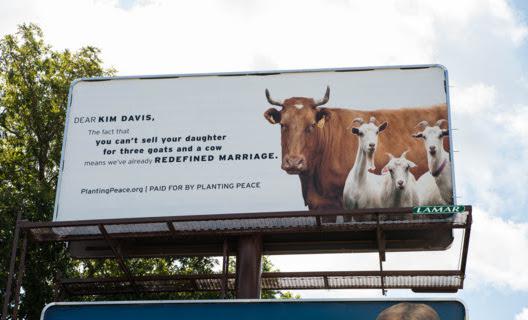 DEAR KIM DAVIS,
The fact that
you can't sell your daughter
for three goats and a cow
means we've already REDEFINED MARRIAGE.
PlantingPeace.org | PAID FOR BY PLANTING PEACE
LAMAR